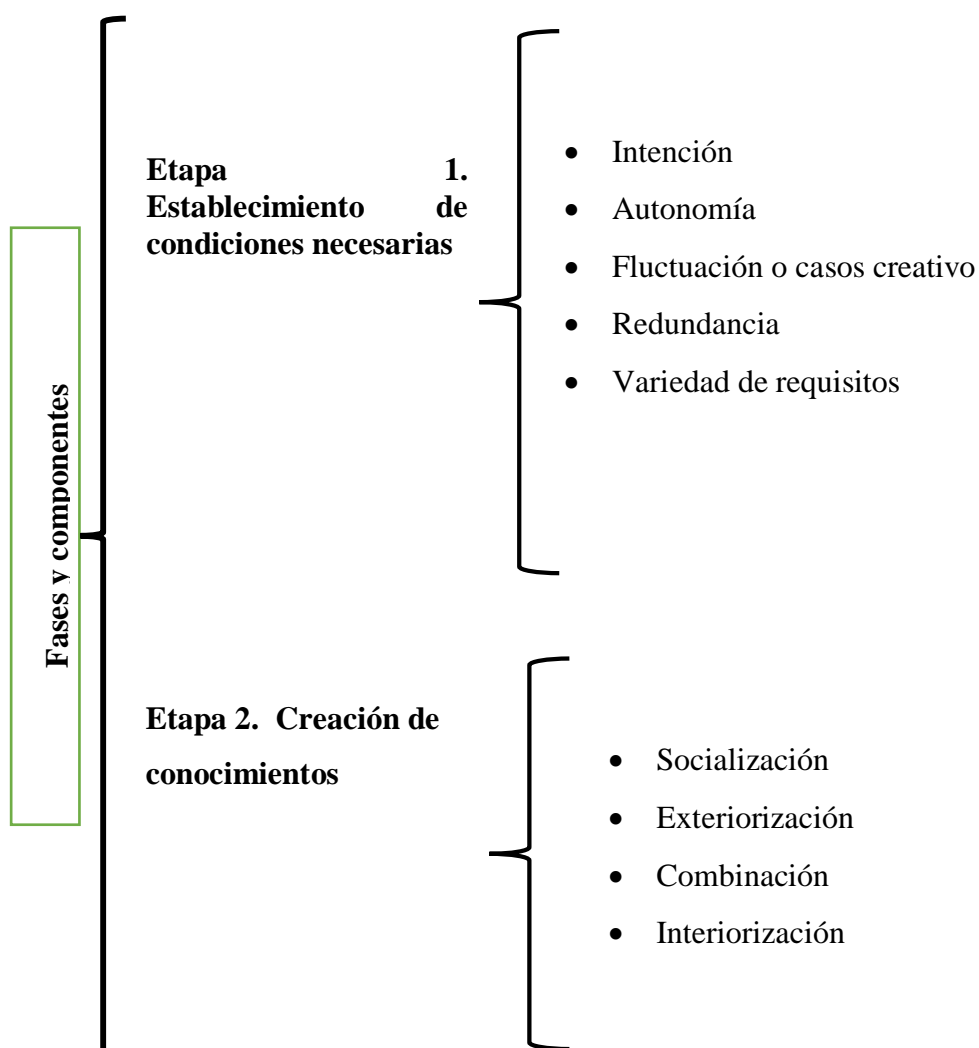 Fases y componentes
Etapa 1.
Establecimiento de
condiciones necesarias
• Intención
• Autonomía
• Fluctuación o casos creativo
• Redundancia
• Variedad de requisitos
Etapa 2. Creación de
conocimientos
• Socialización
• Exteriorización
• Combinación
• Interiorización